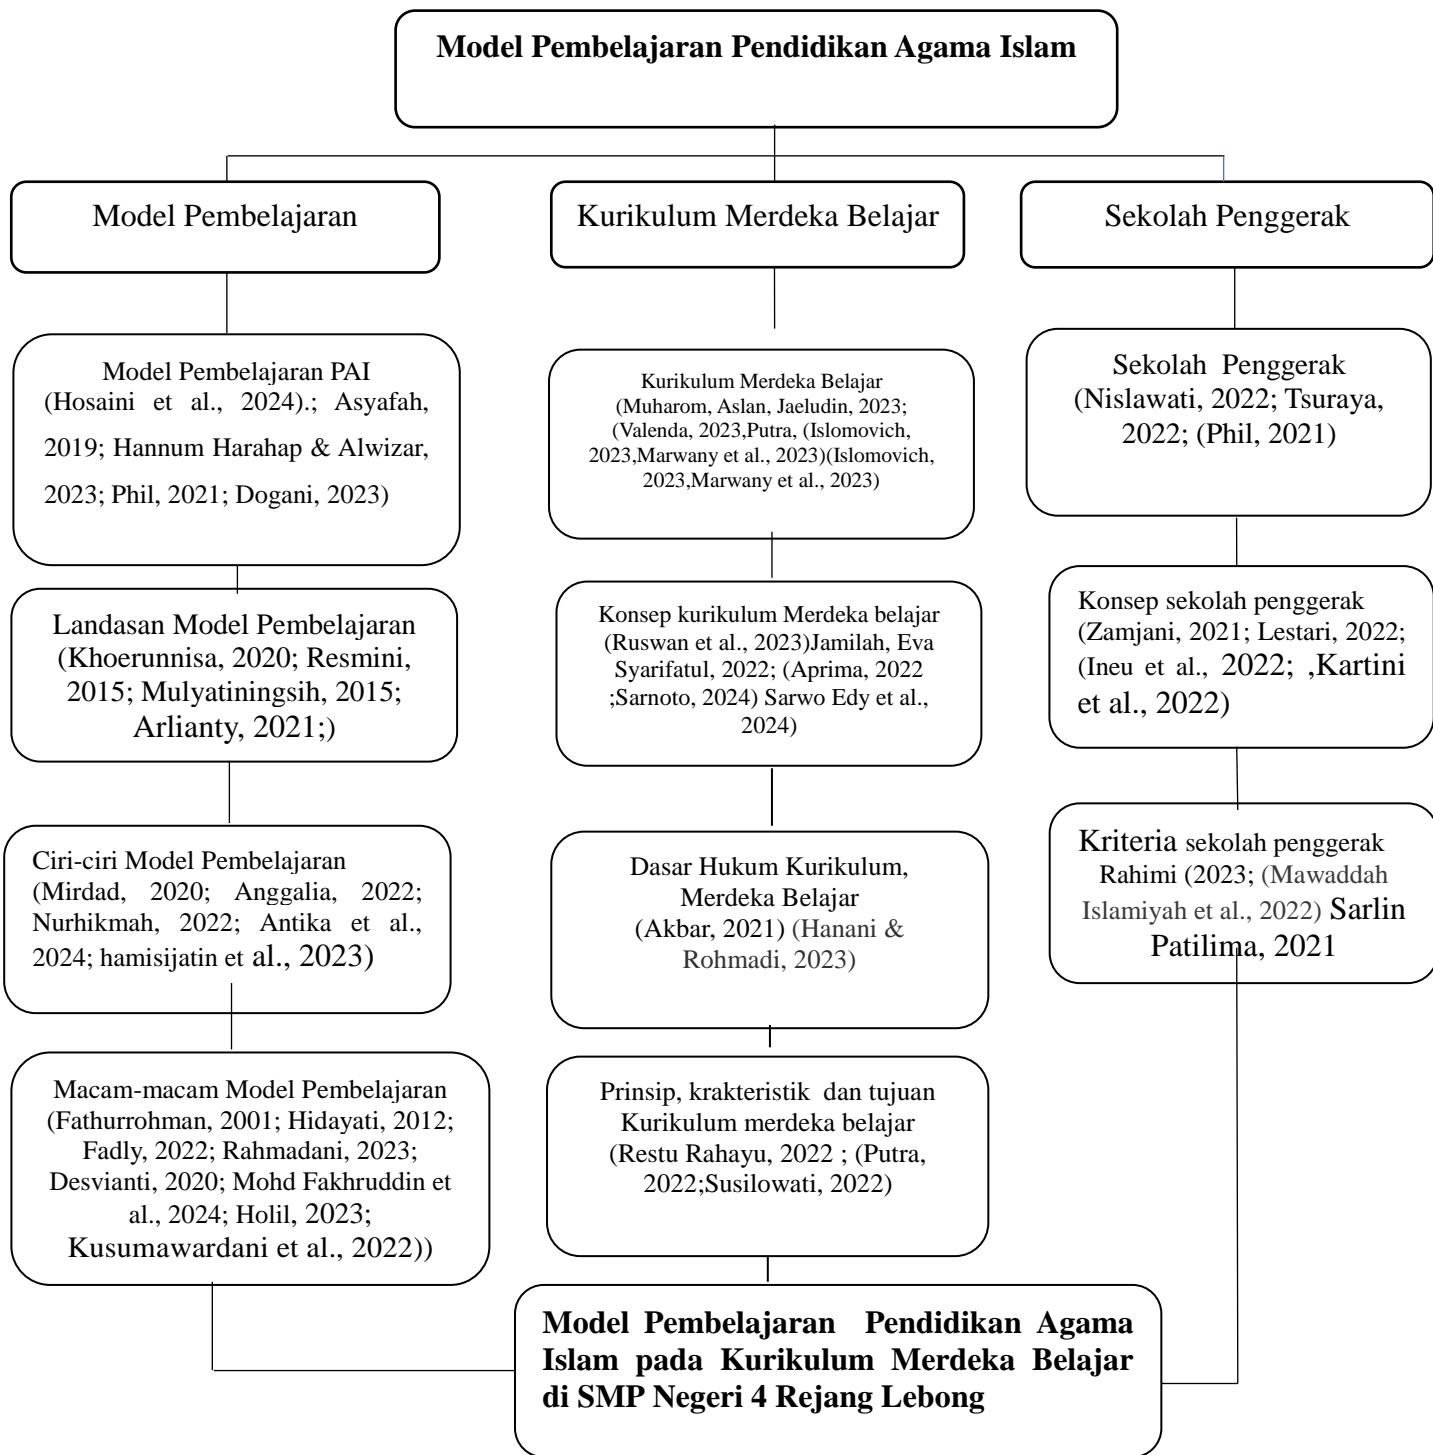 Model Pembelajaran Pendidikan Agama Islam
Model Pembelajaran
Kurikulum Merdeka Belajar
Sekolah Penggerak
Model Pembelajaran PAI
(Hosaini et al., 2024).; Asyafah,
2019; Hannum Harahap & Alwizar,
2023; Phil, 2021; Dogani, 2023)
Kurikulum Merdeka Belajar
(Muharom, Aslan, Jaeludin, 2023;
(Valenda, 2023,Putra, (Islomovich,
2023,Marwany et al., 2023)(Islomovich,
2023,Marwany et al., 2023)
Sekolah Penggerak
(Nislawati, 2022; Tsuraya,
2022; (Phil, 2021)
Landasan Model Pembelajaran
(Khoerunnisa, 2020; Resmini,
2015; Mulyatiningsih, 2015;
Arlianty, 2021;)
Konsep kurikulum Merdeka belajar
(Ruswan et al., 2023)Jamilah, Eva
Syarifatul, 2022; (Aprima, 2022
;Sarnoto, 2024) Sarwo Edy et al.,
2024)
Konsep sekolah penggerak
(Zamjani, 2021; Lestari, 2022;
(Ineu et al., 2022; ,Kartini
et al., 2022)
Ciri-ciri Model Pembelajaran
(Mirdad, 2020; Anggalia, 2022;
Nurhikmah, 2022; Antika et al.,
2024; hamisijatin et al., 2023)
Dasar Hukum Kurikulum,
Merdeka Belajar
(Akbar, 2021) (Hanani &
Rohmadi, 2023)
Kriteria sekolah penggerak
Rahimi (2023; (Mawaddah
Islamiyah et al., 2022) Sarlin
Patilima, 2021
Macam-macam Model Pembelajaran
(Fathurrohman, 2001; Hidayati, 2012;
Fadly, 2022; Rahmadani, 2023;
Desvianti, 2020; Mohd Fakhruddin et
al., 2024; Holil, 2023;
Kusumawardani et al., 2022))
Prinsip, krakteristik dan tujuan
Kurikulum merdeka belajar
(Restu Rahayu, 2022 ; (Putra,
2022;Susilowati, 2022)
Model Pembelajaran Pendidikan Agama
Islam pada Kurikulum Merdeka Belajar
di SMP Negeri 4 Rejang Lebong